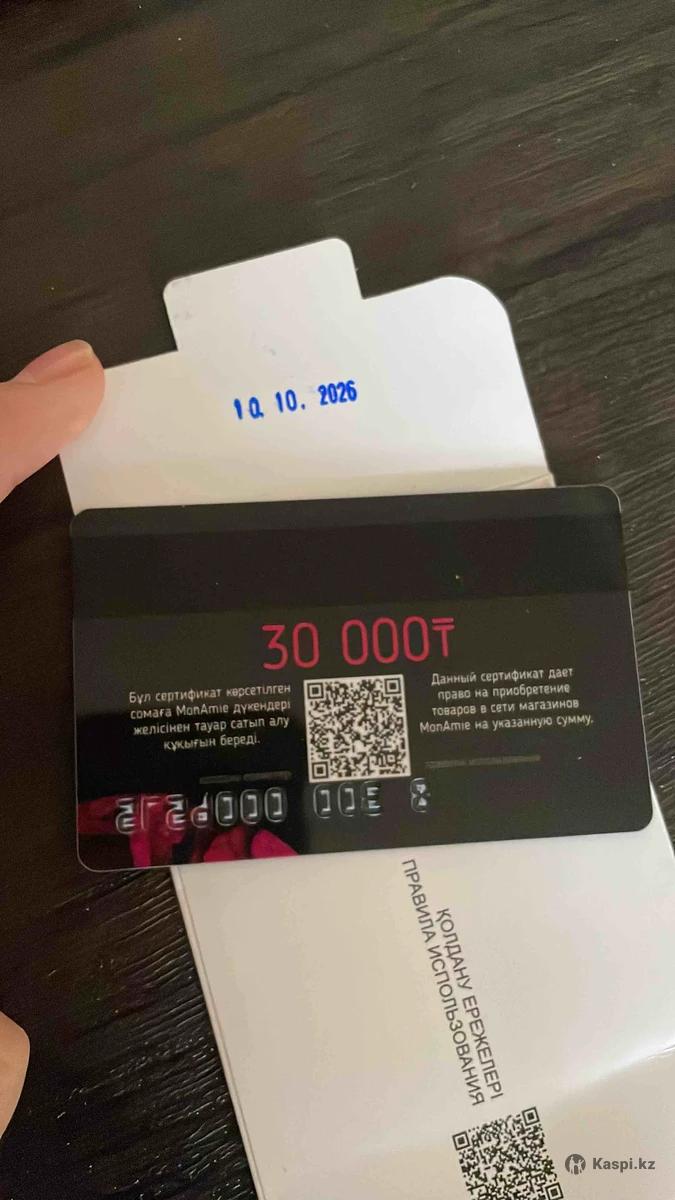 10.10.2026
30 000₸
Бұл сертификат көрсетілген
сомаға MonAmie дүкендері
желісінен тауар сатып алу
құқығын береді.
Данный сертификат дает
право на приобретение
товаров в сети магазинов
MonAmie на указанную сумму.
ҚОЛДАНУ ЕРЕЖЕЛЕРІ
ПРАВИЛА ИСПОЛЬЗОВАНИЯ
Kaspi.kz